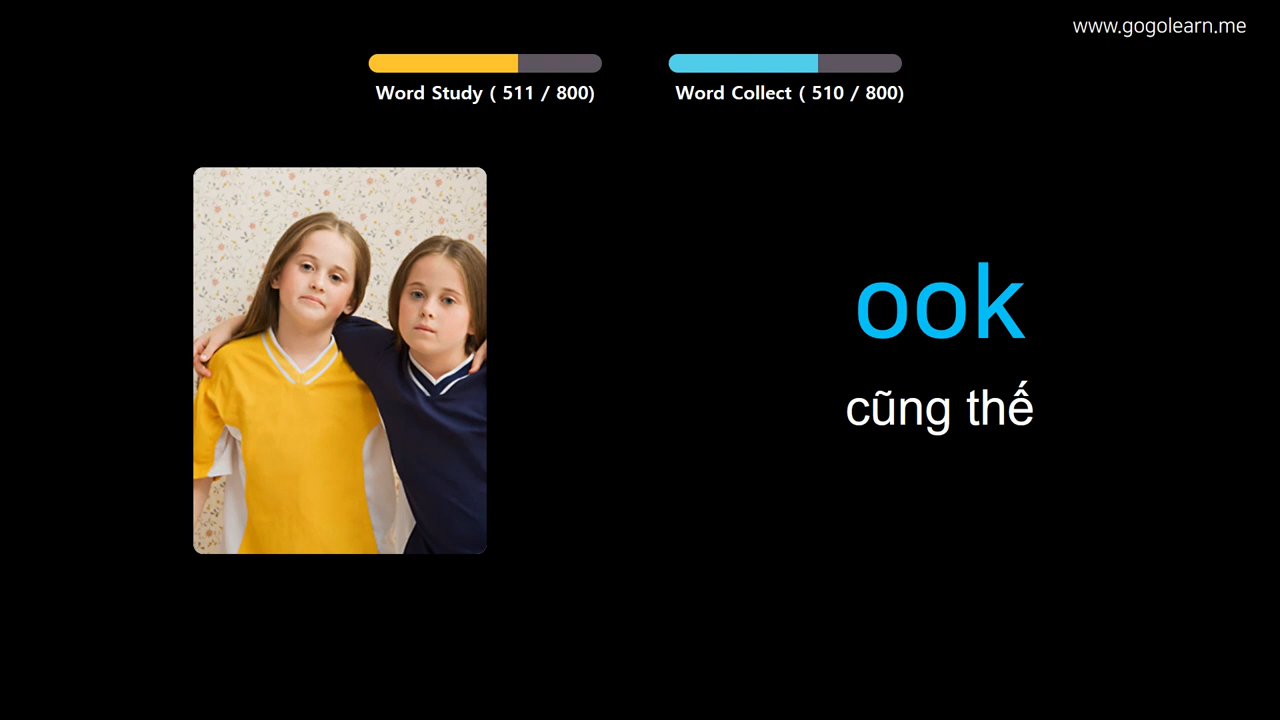 www.gogolearn.me
Word Study ( 511 / 800)
Word Collect ( 510 / 800)
ook
cũng thế